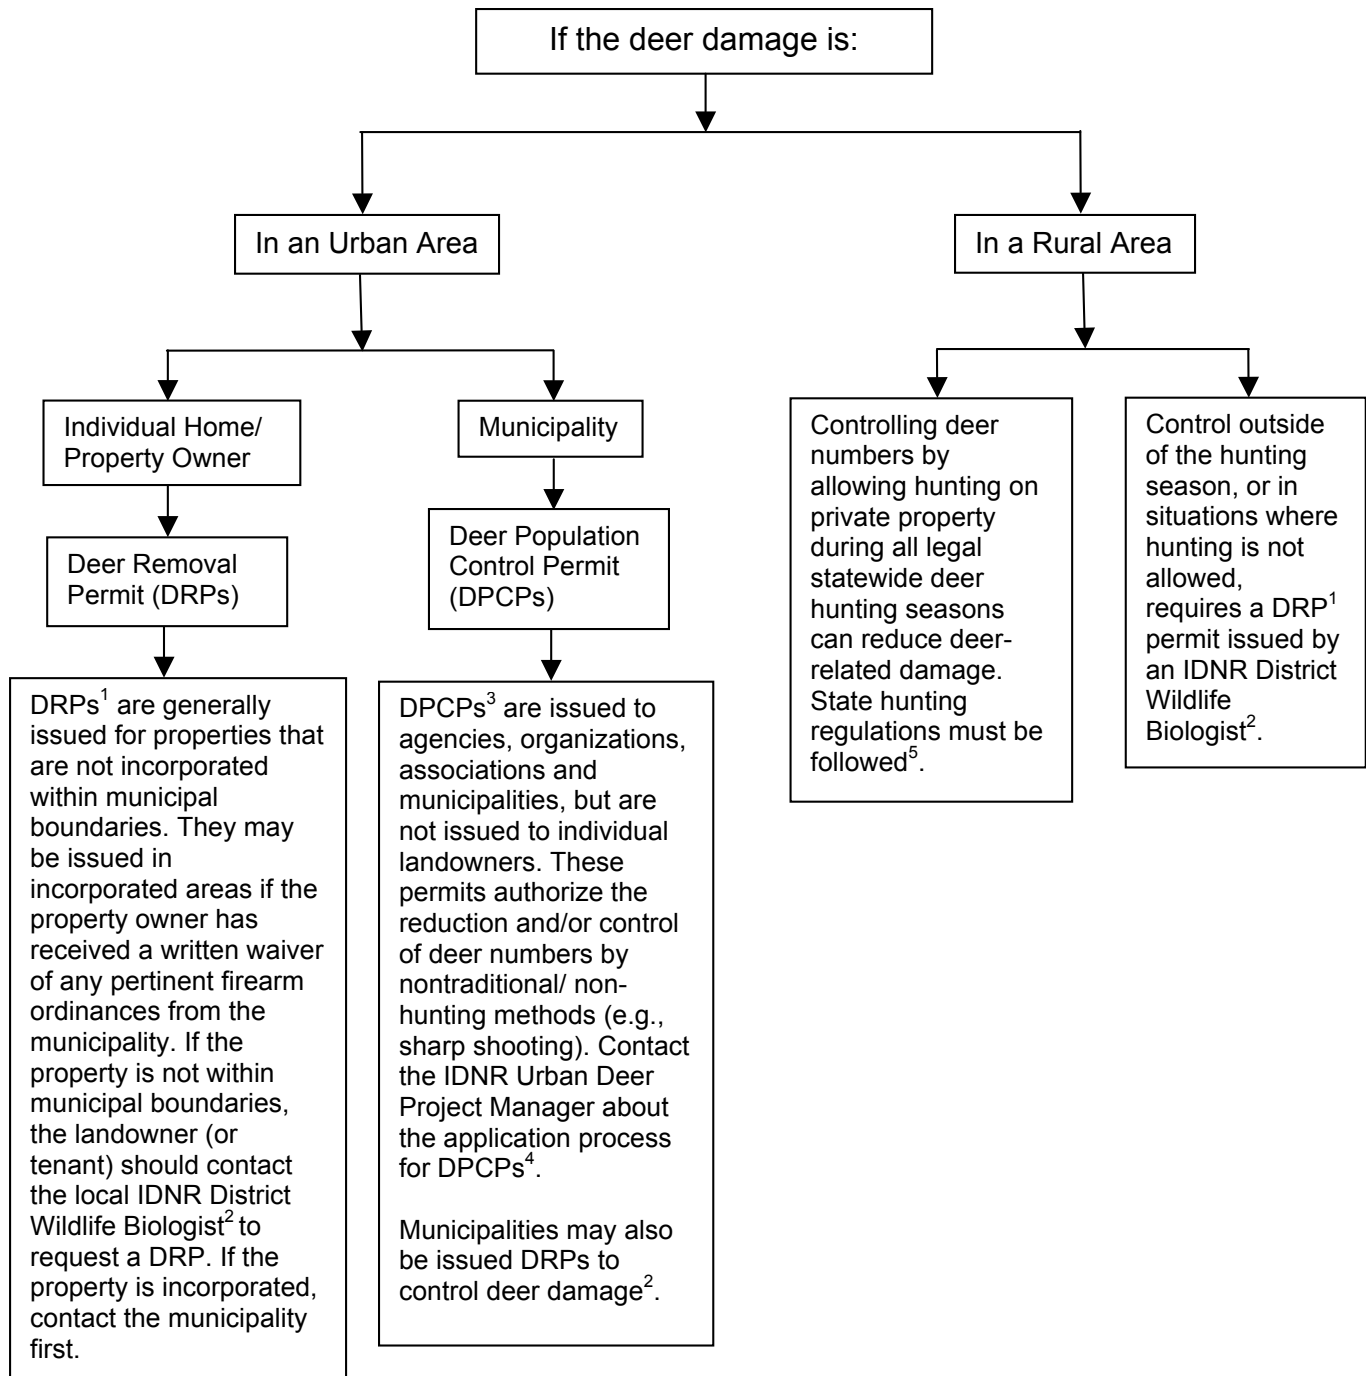 If the deer damage is:
In an Urban Area
In a Rural Area
Individual Home/
Property Owner
Municipality
Deer Removal
Permit (DRPs)
Deer Population
Control Permit
(DPCPs)
DRPs¹ are generally
issued for properties that
are not incorporated
within municipal
boundaries. They may
be issued in
incorporated areas if the
property owner has
received a written waiver
of any pertinent firearm
ordinances from the
municipality. If the
property is not within
municipal boundaries,
the landowner (or
tenant) should contact
the local IDNR District
Wildlife Biologist² to
request a DRP. If the
property is incorporated,
contact the municipality
first.
DPCPs³ are issued to
agencies, organizations,
associations and
municipalities, but are
not issued to individual
landowners. These
permits authorize the
reduction and/or control
of deer numbers by
nontraditional/ non-
hunting methods (e.g.,
sharp shooting). Contact
the IDNR Urban Deer
Project Manager about
the application process
for DPCPs⁴.
Municipalities may also
be issued DRPs to
control deer damage².
Controlling deer
numbers by
allowing hunting on
private property
during all legal
statewide deer
hunting seasons
can reduce deer-
related damage.
State hunting
regulations must be
followed⁵.
Control outside
of the hunting
season, or in
situations where
hunting is not
allowed,
requires a DRP¹
permit issued by
an IDNR District
Wildlife
Biologist².